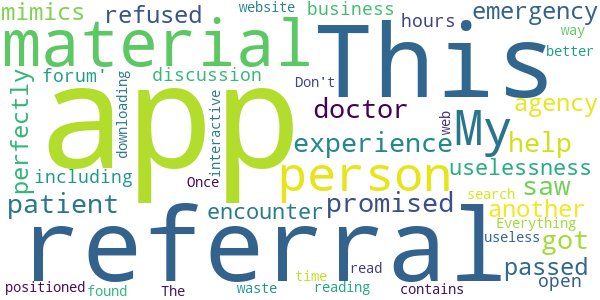 mimics refused website business emergency
hours way
material This better
forum' discussion Don't
perfectly downloading app interactive doctor web agency
My help
including Once person experience
uselessness
saw
patient encounter promised another
search Everything
referral got
useless
passed
open
positioned found The waste time reading read contains